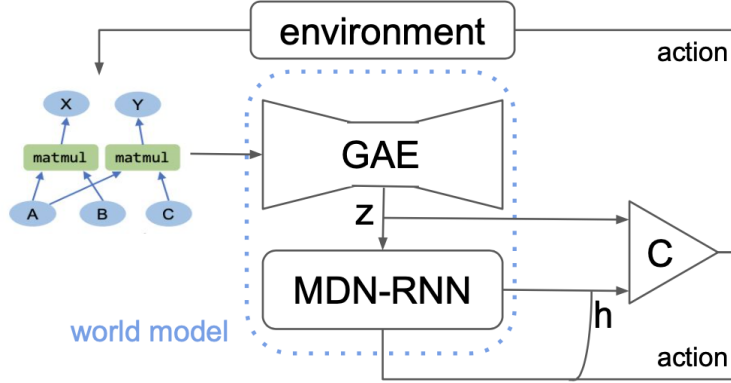 environment
action
X
Y
matmul
matmul
A
B
C
GAE
z
C
MDN-RNN
h
world model
action